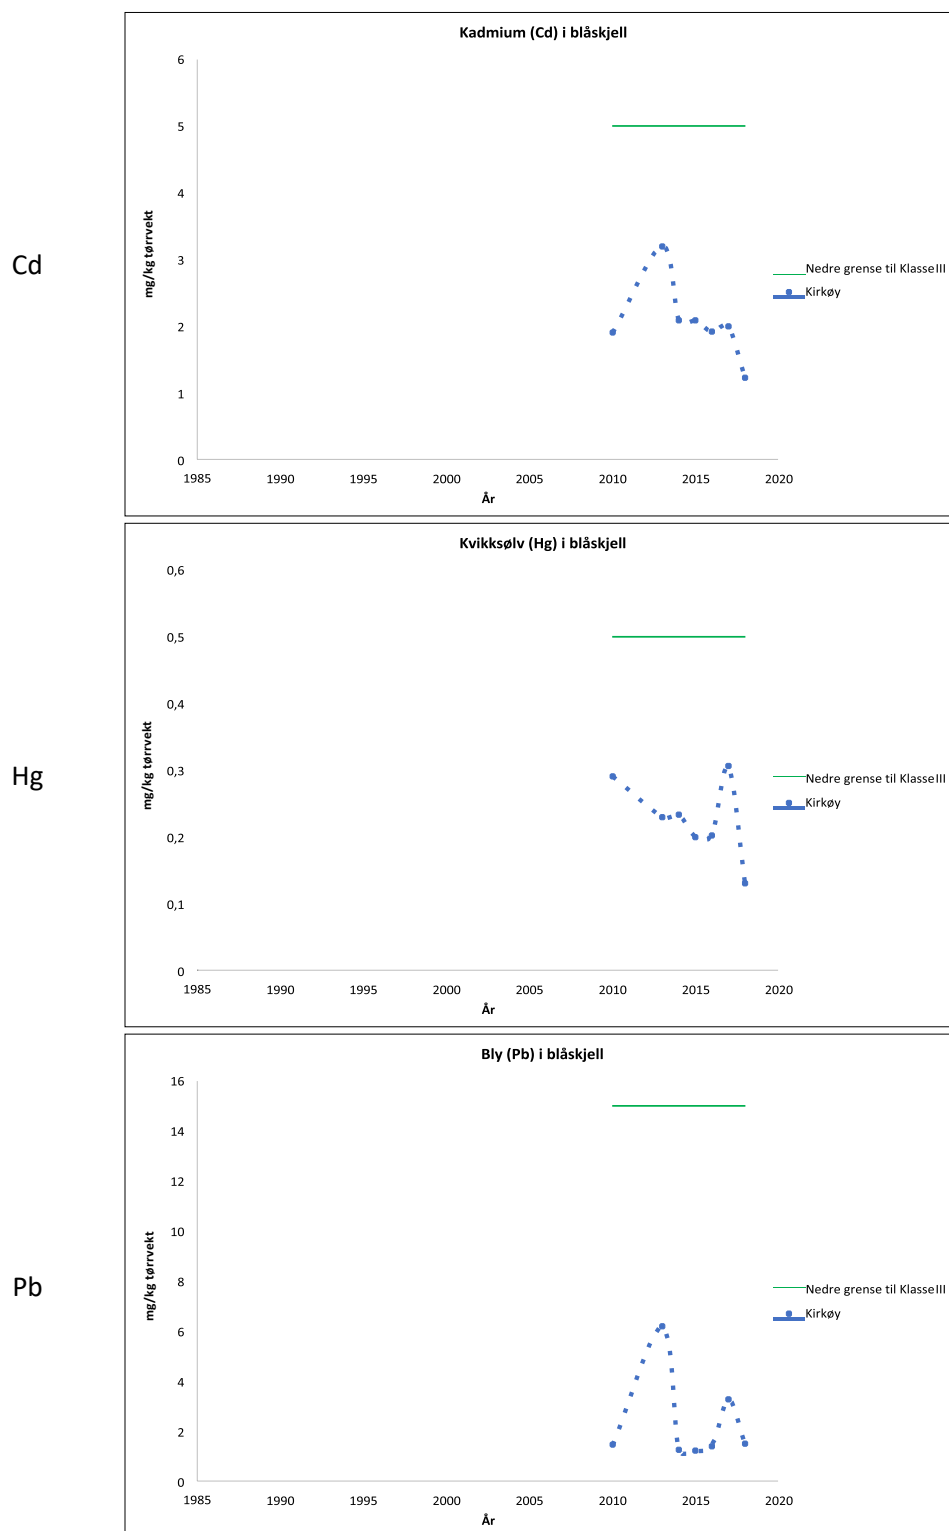 Kadmium (Cd) i blåskjell
6
5
4
3
2
1
0
mg/kg tørrvekt
Cd
Nedre grense til Klasse III
Kirkøy
1985 1990 1995 2000 2005 2010 2015 2020
År
Kvikksølv (Hg) i blåskjell
0,6
0,5
0,4
0,3
0,2
0,1
0
mg/kg tørrvekt
Hg
Nedre grense til Klasse III
Kirkøy
1985 1990 1995 2000 2005 2010 2015 2020
År
Bly (Pb) i blåskjell
16
14
12
10
8
6
4
2
0
mg/kg tørrvekt
Pb
Nedre grense til Klasse III
Kirkøy
1985 1990 1995 2000 2005 2010 2015 2020
År